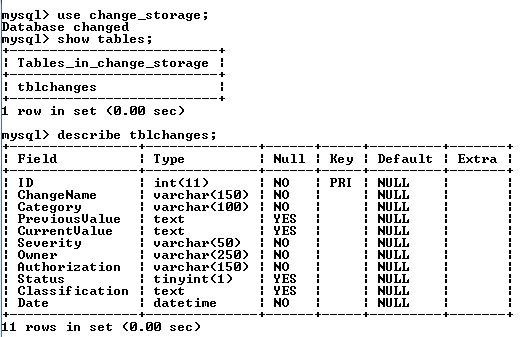 mysql> use change_storage;
Database changed
mysql> show tables;
+--------------------------+
| Tables_in_change_storage |
+--------------------------+
| tblchanges               |
+--------------------------+
1 row in set (0.00 sec)

mysql> describe tblchanges;
+----------------+--------------+------+-----+---------+-------+
| Field          | Type         | Null | Key | Default | Extra |
+----------------+--------------+------+-----+---------+-------+
| ID             | int(11)      | NO   | PRI | NULL    |       |
| ChangeName     | varchar(150) | NO   |     | NULL    |       |
| Category       | varchar(100) | NO   |     | NULL    |       |
| PreviousValue  | text         | YES  |     | NULL    |       |
| CurrentValue   | text         | YES  |     | NULL    |       |
| Severity       | varchar(50)  | NO   |     | NULL    |       |
| Owner          | varchar(250) | NO   |     | NULL    |       |
| Authorization  | varchar(150) | NO   |     | NULL    |       |
| Status         | tinyint(1)   | YES  |     | NULL    |       |
| Classification | text         | YES  |     | NULL    |       |
| Date           | datetime     | NO   |     | NULL    |       |
+----------------+--------------+------+-----+---------+-------+
11 rows in set (0.00 sec)